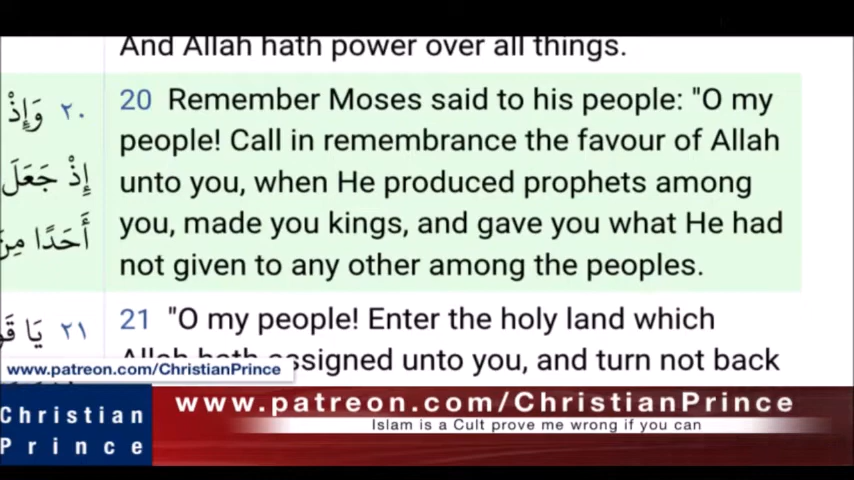 And Allah hath power over all things.
٢٠ وَإِذْ
20 Remember Moses said to his people: "O my
people! Call in remembrance the favour of Allah
إِذْ جَعَلَ
unto you, when He produced prophets among
you, made you kings, and gave you what He had
أَحَدًا
not given to any other among the peoples.
٢١ يَا
21 "O my people! Enter the holy land which
Allah hath assigned unto you, and turn not back
www.patreon.com/ChristianPrince
Christian
Prince
www.patreon.com/ChristianPrince
Islam is a Cult prove me wrong if you can